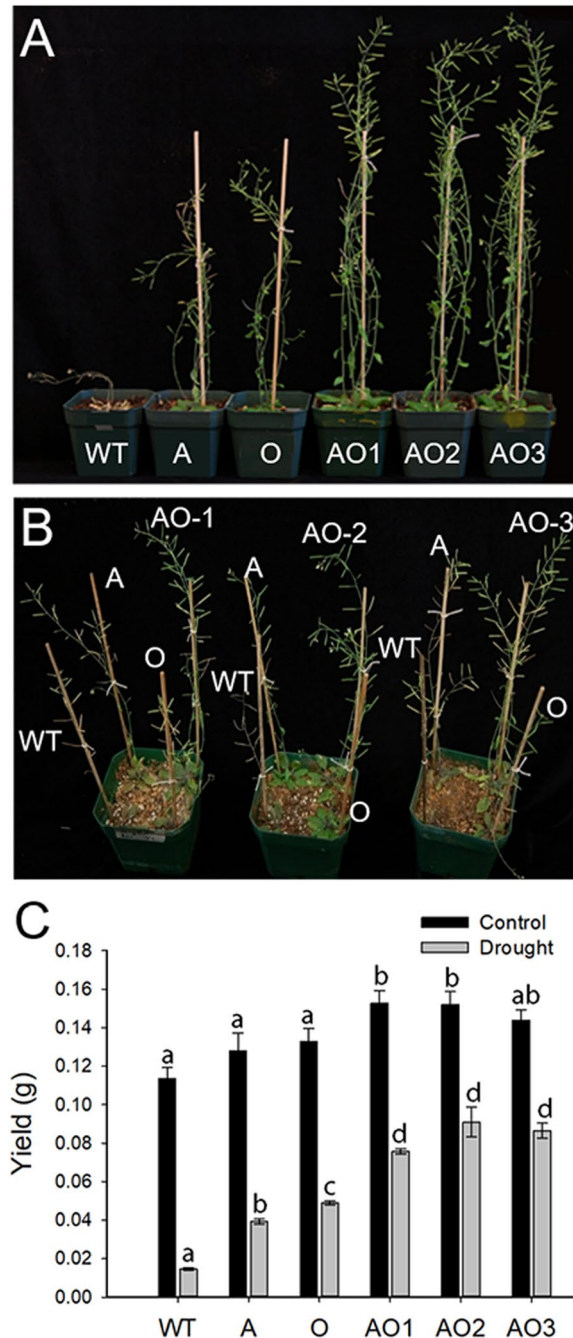 A
WT A O AO1 AO2 AO3
B
AO-1 AO-2 AO-3
A A A
O WT WT
WT O O
C
Control
Drought
0.18
0.16
0.14
0.12
0.10
0.08
0.06
0.04
0.02
0.00
Yield (g)
a a a b b ab
a b c d d d
WT A O AO1 AO2 AO3